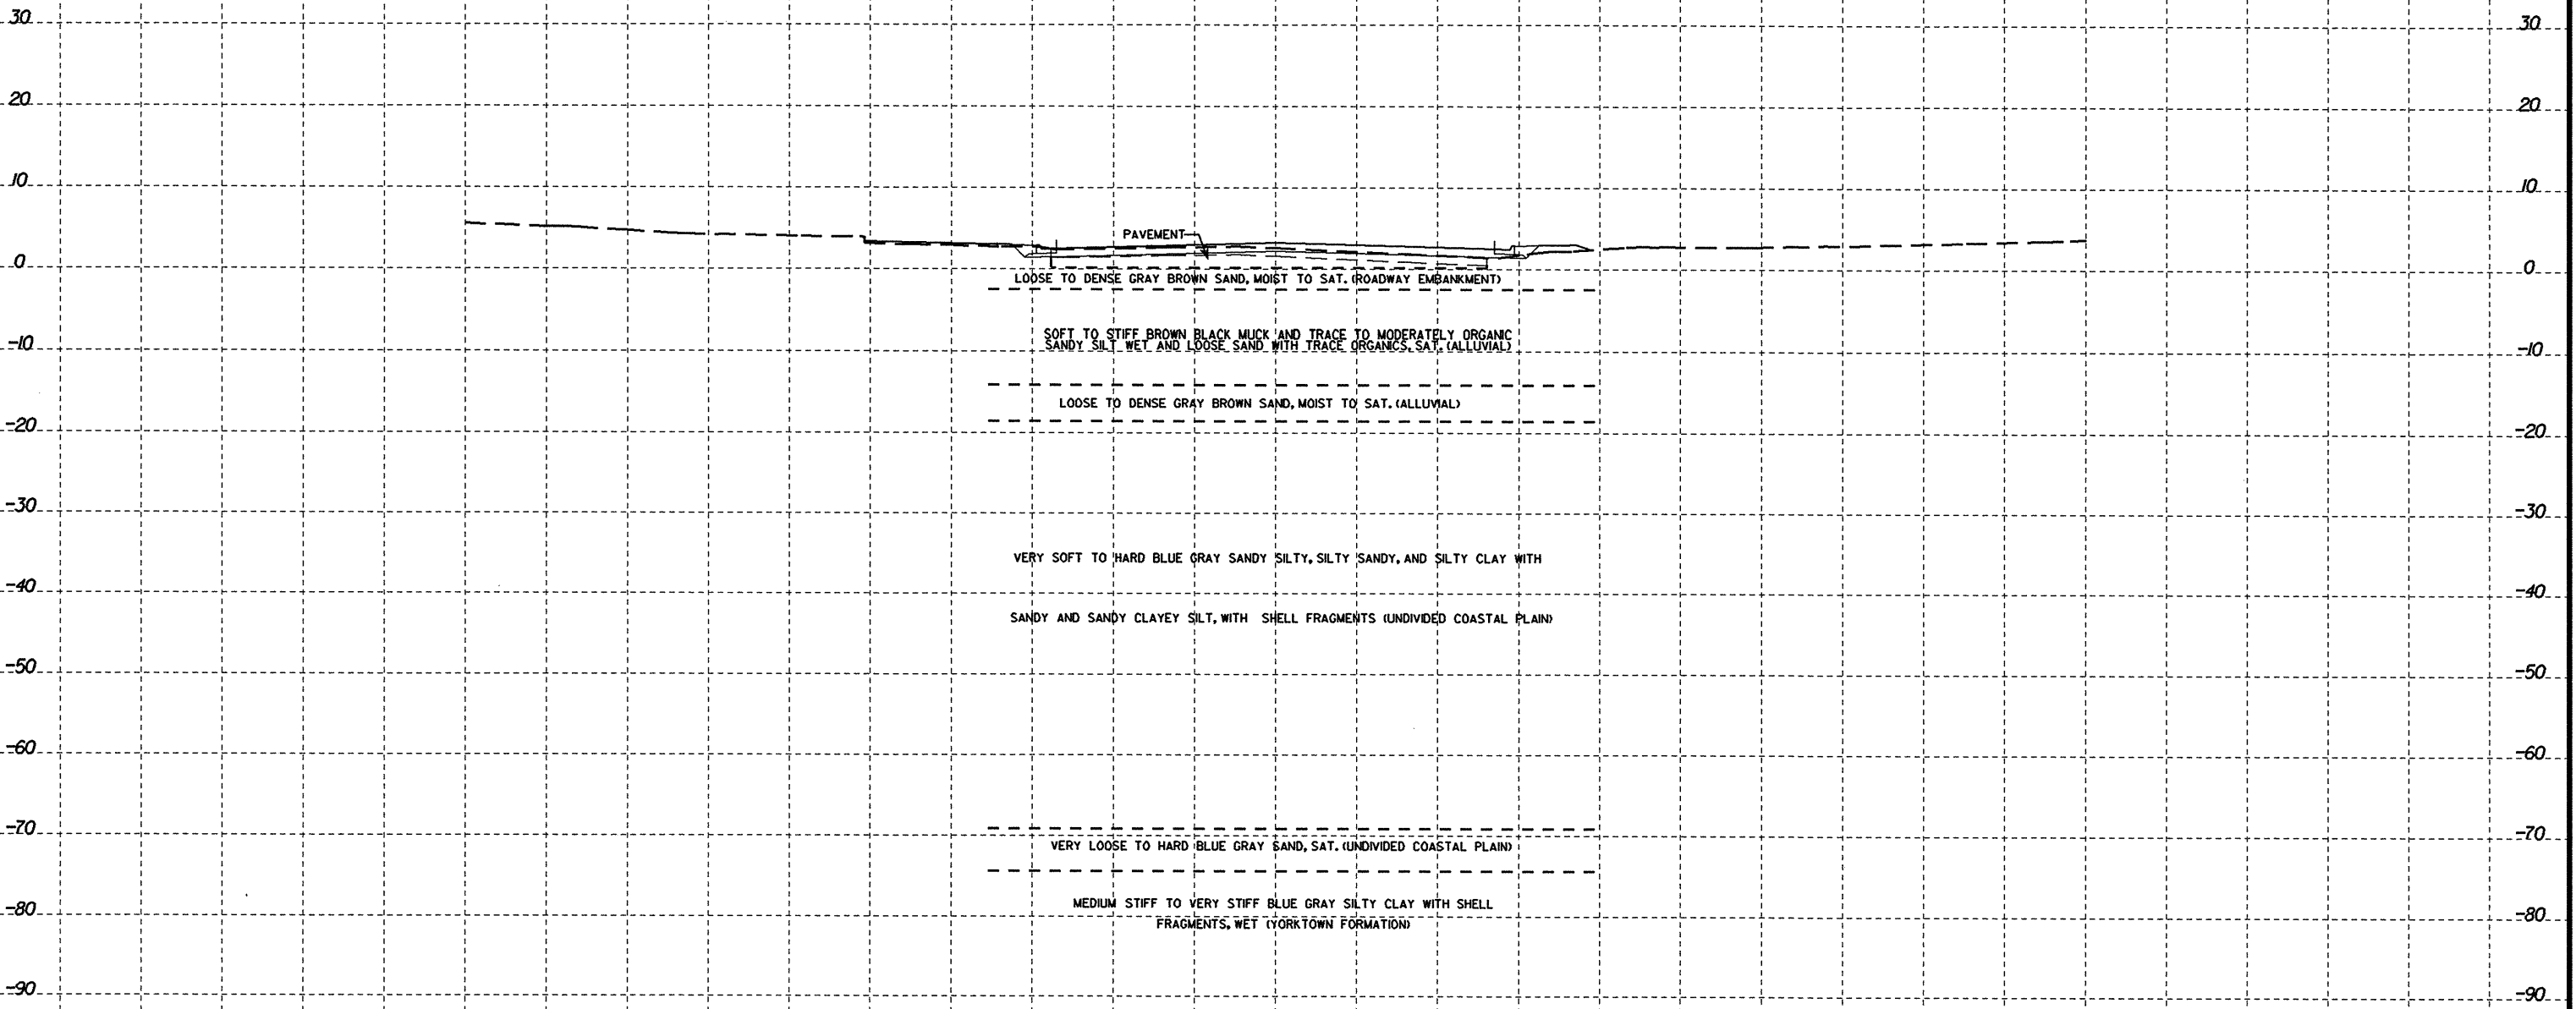 30 30
20 20
10 10
PAVEMENT
0 0
LOOSE TO DENSE GRAY BROWN SAND, MOIST TO SAT. (ROADWAY EMBANKMENT)
SOFT TO STIFF BROWN BLACK MUCK AND TRACE TO MODERATELY ORGANIC
-10 SANDY SILT WET AND LOOSE SAND WITH TRACE ORGANICS, SAT. (ALLUVIAL) -10
LOOSE TO DENSE GRAY BROWN SAND, MOIST TO SAT. (ALLUVIAL)
-20 -20
-30 -30
VERY SOFT TO HARD BLUE GRAY SANDY SILTY, SILTY SANDY, AND SILTY CLAY WITH
-40 -40
SANDY AND SANDY CLAYEY SILT, WITH SHELL FRAGMENTS (UNDIVIDED COASTAL PLAIN)
-50 -50
-60 -60
-70 -70
VERY LOOSE TO HARD BLUE GRAY SAND, SAT. (UNDIVIDED COASTAL PLAIN)
MEDIUM STIFF TO VERY STIFF BLUE GRAY SILTY CLAY WITH SHELL
-80 -80
FRAGMENTS, WET (YORKTOWN FORMATION)
-90 -90